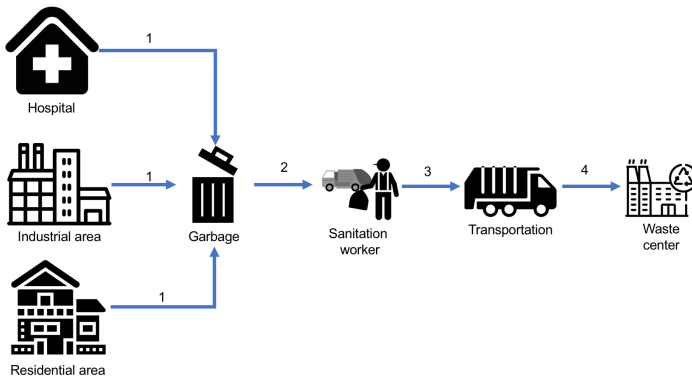 1
Hospital
1
2
3
4
Industrial area
Garbage
Sanitation
worker
Transportation
Waste
center
1
Residential area